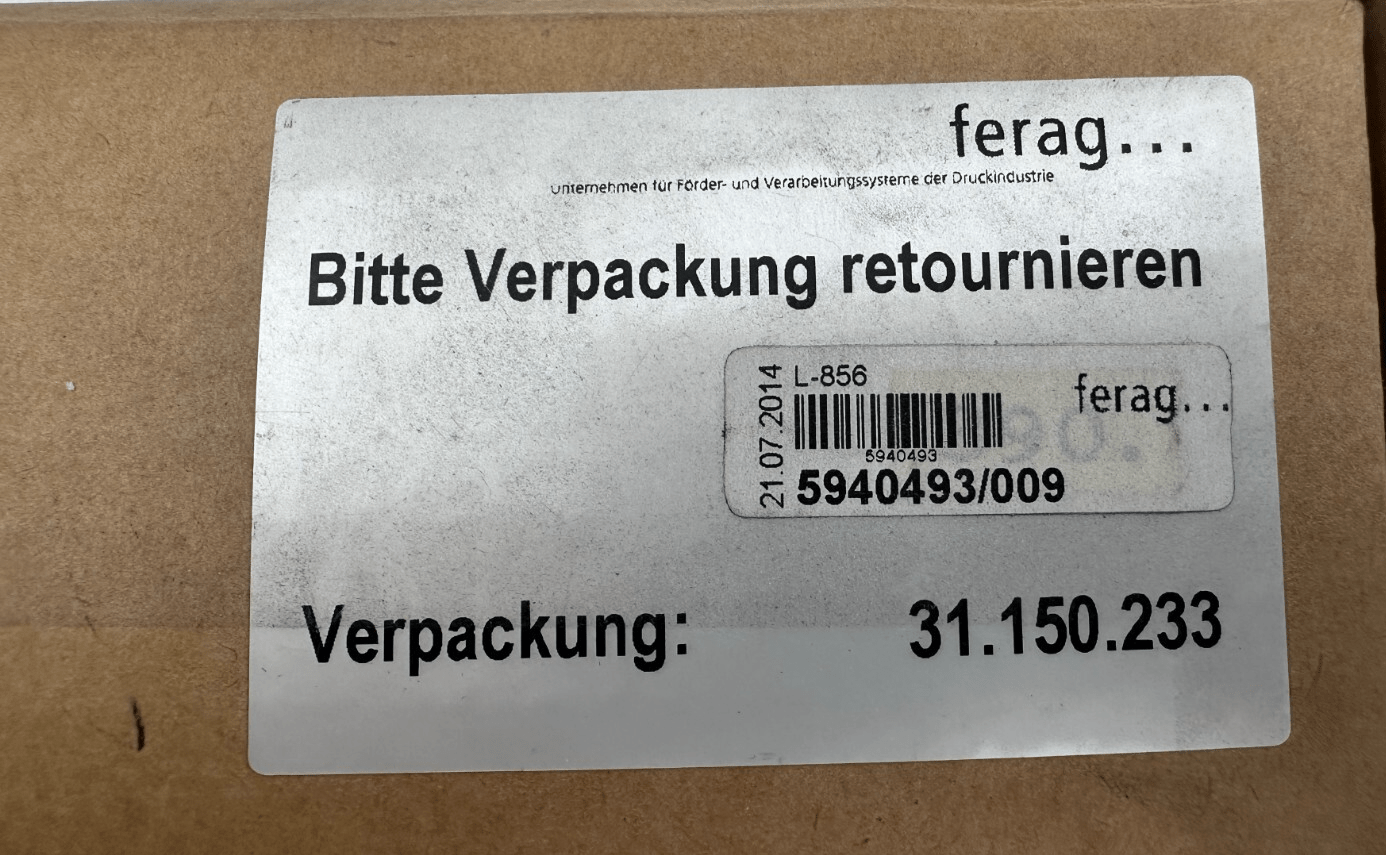 ferag...
Unternehmen für Förder- und Verarbeitungssysteme der Druckindustrie
Bitte Verpackung retournieren
21.07.2014
L-856
ferag...
5940493
5940493/009
Verpackung: 31.150.233